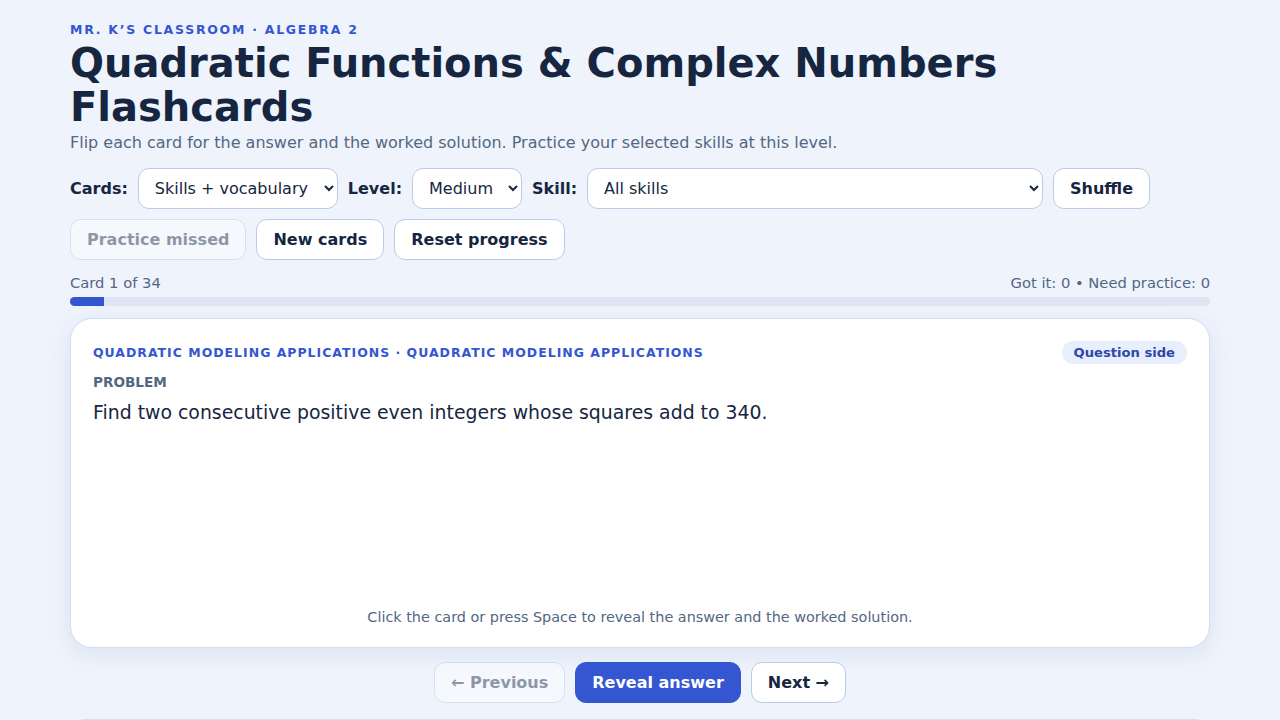 MR. K’S CLASSROOM · ALGEBRA 2
Quadratic Functions & Complex Numbers
Flashcards
Flip each card for the answer and the worked solution. Practice your selected skills at this level.
Cards: Skills + vocabulary Level: Medium Skill: All skills Shuffle
Practice missed New cards Reset progress
Card 1 of 34 Got it: 0 • Need practice: 0
QUADRATIC MODELING APPLICATIONS · QUADRATIC MODELING APPLICATIONS Question side
PROBLEM
Find two consecutive positive even integers whose squares add to 340.
Click the card or press Space to reveal the answer and the worked solution.
← Previous Reveal answer Next →